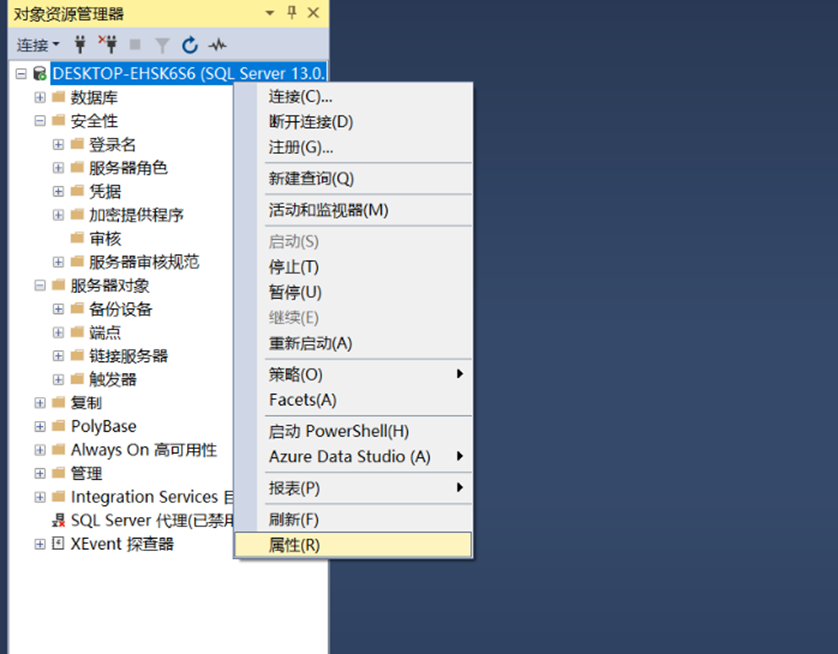 对象资源管理器
连接
DESKTOP-EHSK6S6 (SQL Server 13.0.
数据库
安全性
登录名
服务器角色
凭据
加密提供程序
审核
服务器审核规范
服务器对象
备份设备
端点
链接服务器
触发器
复制
PolyBase
Always On 高可用性
管理
Integration Services 目
SQL Server 代理(已禁用
XEvent 探查器
连接(C)...
断开连接(D)
注册(G)...
新建查询(Q)
活动和监视器(M)
启动(S)
停止(T)
暂停(U)
继续(E)
重新启动(A)
策略(O)
Facets(A)
启动 PowerShell(H)
Azure Data Studio (A)
报表(P)
刷新(F)
属性(R)